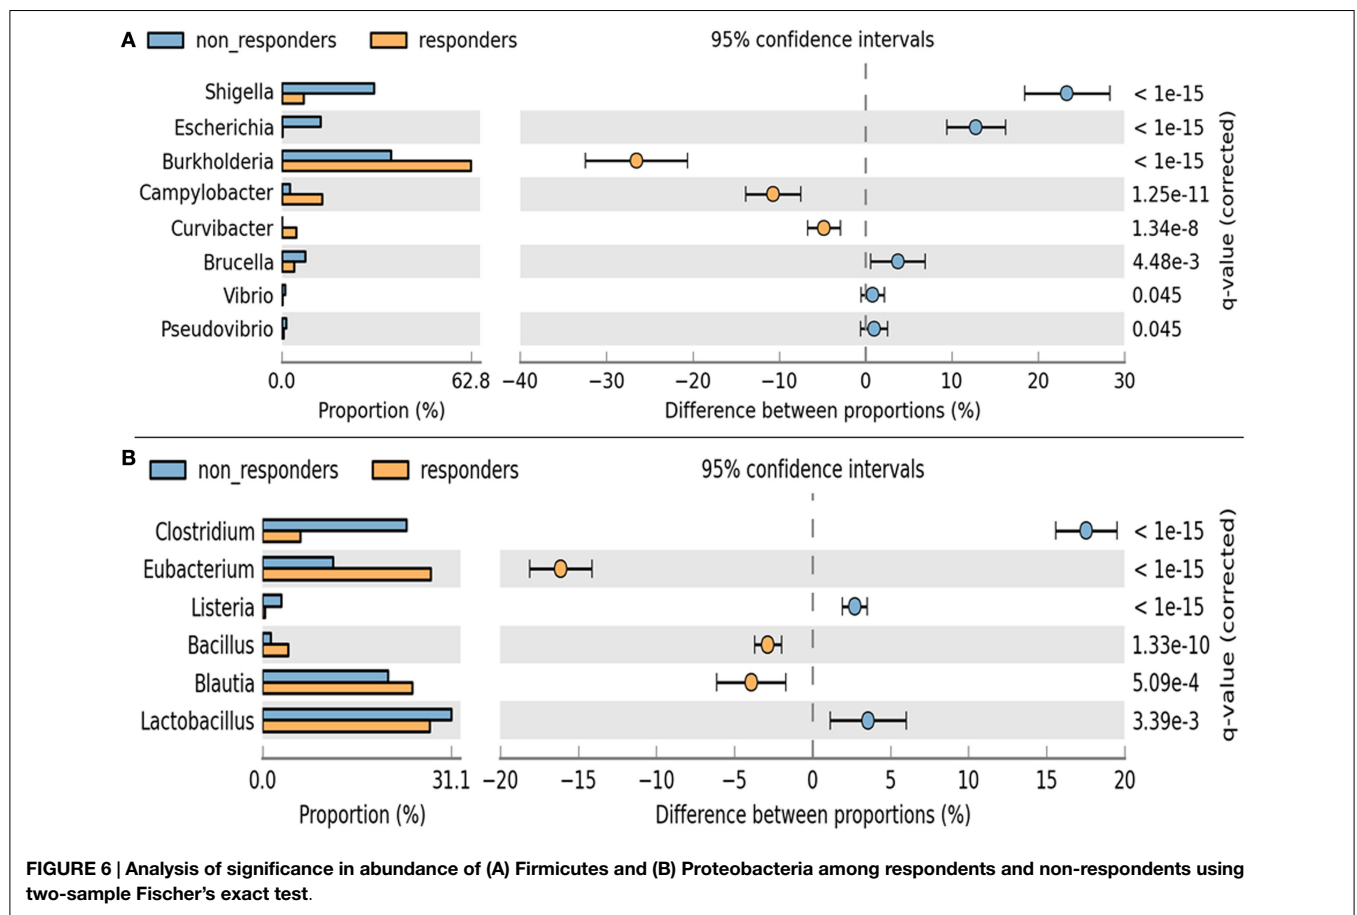 A non_responders responders 95% confidence intervals
Shigella < 1e-15
Escherichia < 1e-15
Burkholderia < 1e-15
Campylobacter 1.25e-11
Curvibacter 1.34e-8
Brucella 4.48e-3
Vibrio 0.045
Pseudovibrio 0.045
q-value (corrected)
0.0 62.8 −40 −30 −20 −10 0 10 20 30
Proportion (%) Difference between proportions (%)
B non_responders responders 95% confidence intervals
Clostridium < 1e-15
Eubacterium < 1e-15
Listeria < 1e-15
Bacillus 1.33e-10
Blautia 5.09e-4
Lactobacillus 3.39e-3
q-value (corrected)
0.0 31.1 −20 −15 −10 −5 0 5 10 15 20
Proportion (%) Difference between proportions (%)
FIGURE 6 | Analysis of significance in abundance of (A) Firmicutes and (B) Proteobacteria among respondents and non-respondents using
two-sample Fischer’s exact test.